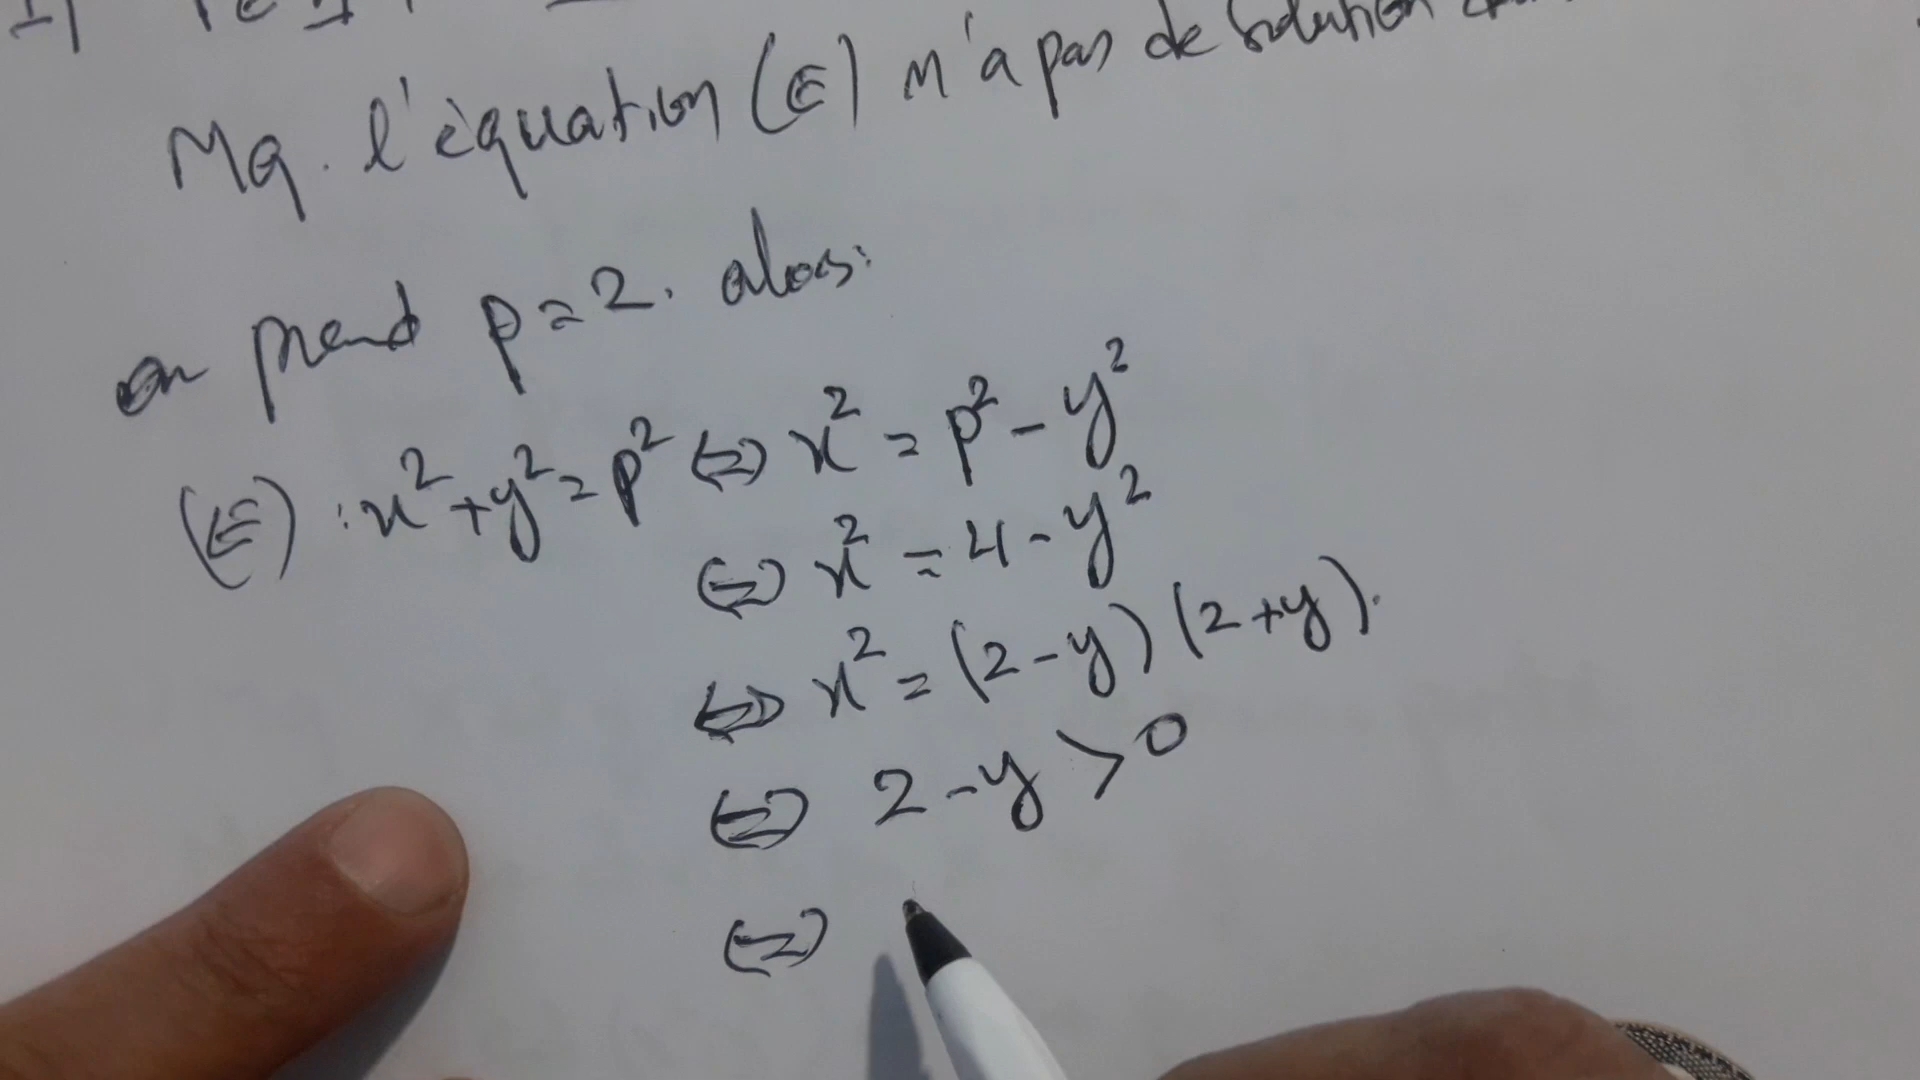 Mq. l'équation (E) n'a pas de solution
on prend p=2. alors:
(E) : x²+y²=p² ⇔ x² = p² - y²
⇔ x² = 4 - y²
⇔ x² = (2-y)(2+y).
⇔ 2-y > 0
⇔